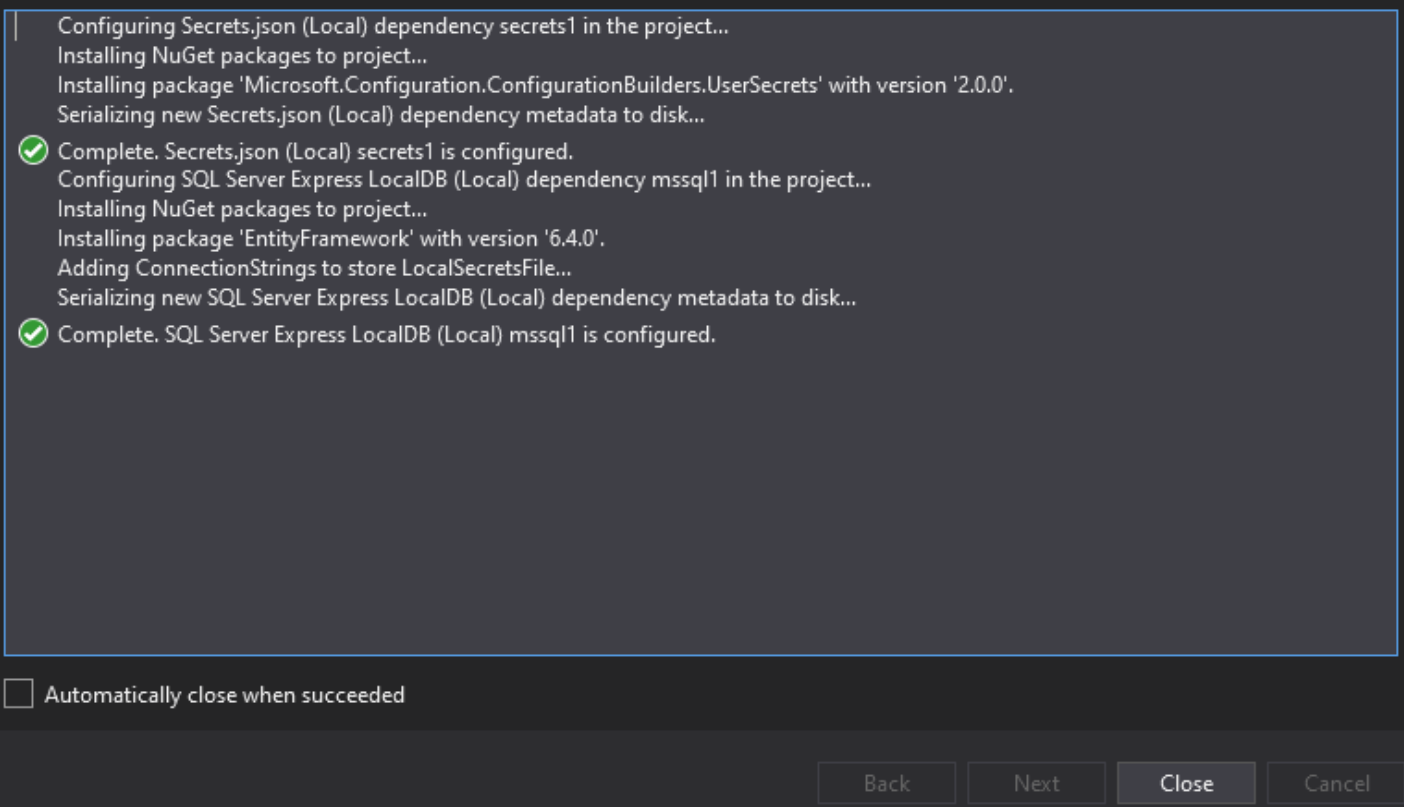 Configuring Secrets.json (Local) dependency secrets1 in the project...
Installing NuGet packages to project...
Installing package 'Microsoft.Configuration.ConfigurationBuilders.UserSecrets' with version '2.0.0'.
Serializing new Secrets.json (Local) dependency metadata to disk...
Complete. Secrets.json (Local) secrets1 is configured.
Configuring SQL Server Express LocalDB (Local) dependency mssql1 in the project...
Installing NuGet packages to project...
Installing package 'EntityFramework' with version '6.4.0'.
Adding ConnectionStrings to store LocalSecretsFile...
Serializing new SQL Server Express LocalDB (Local) dependency metadata to disk...
Complete. SQL Server Express LocalDB (Local) mssql1 is configured.
Automatically close when succeeded
Back Next Close Cancel